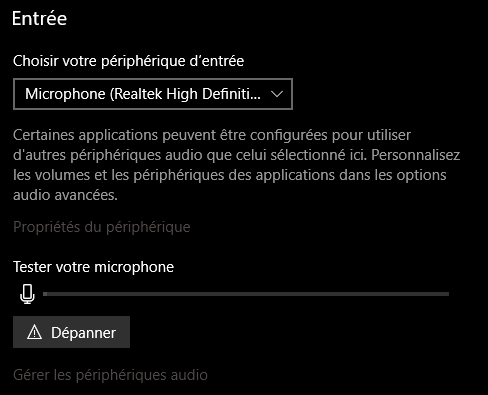 Entrée
Choisir votre périphérique d’entrée
Microphone (Realtek High Definiti...
Certaines applications peuvent être configurées pour utiliser
d'autres périphériques audio que celui sélectionné ici. Personnalisez
les volumes et les périphériques des applications dans les options
audio avancées.
Propriétés du périphérique
Tester votre microphone
Dépanner
Gérer les périphériques audio